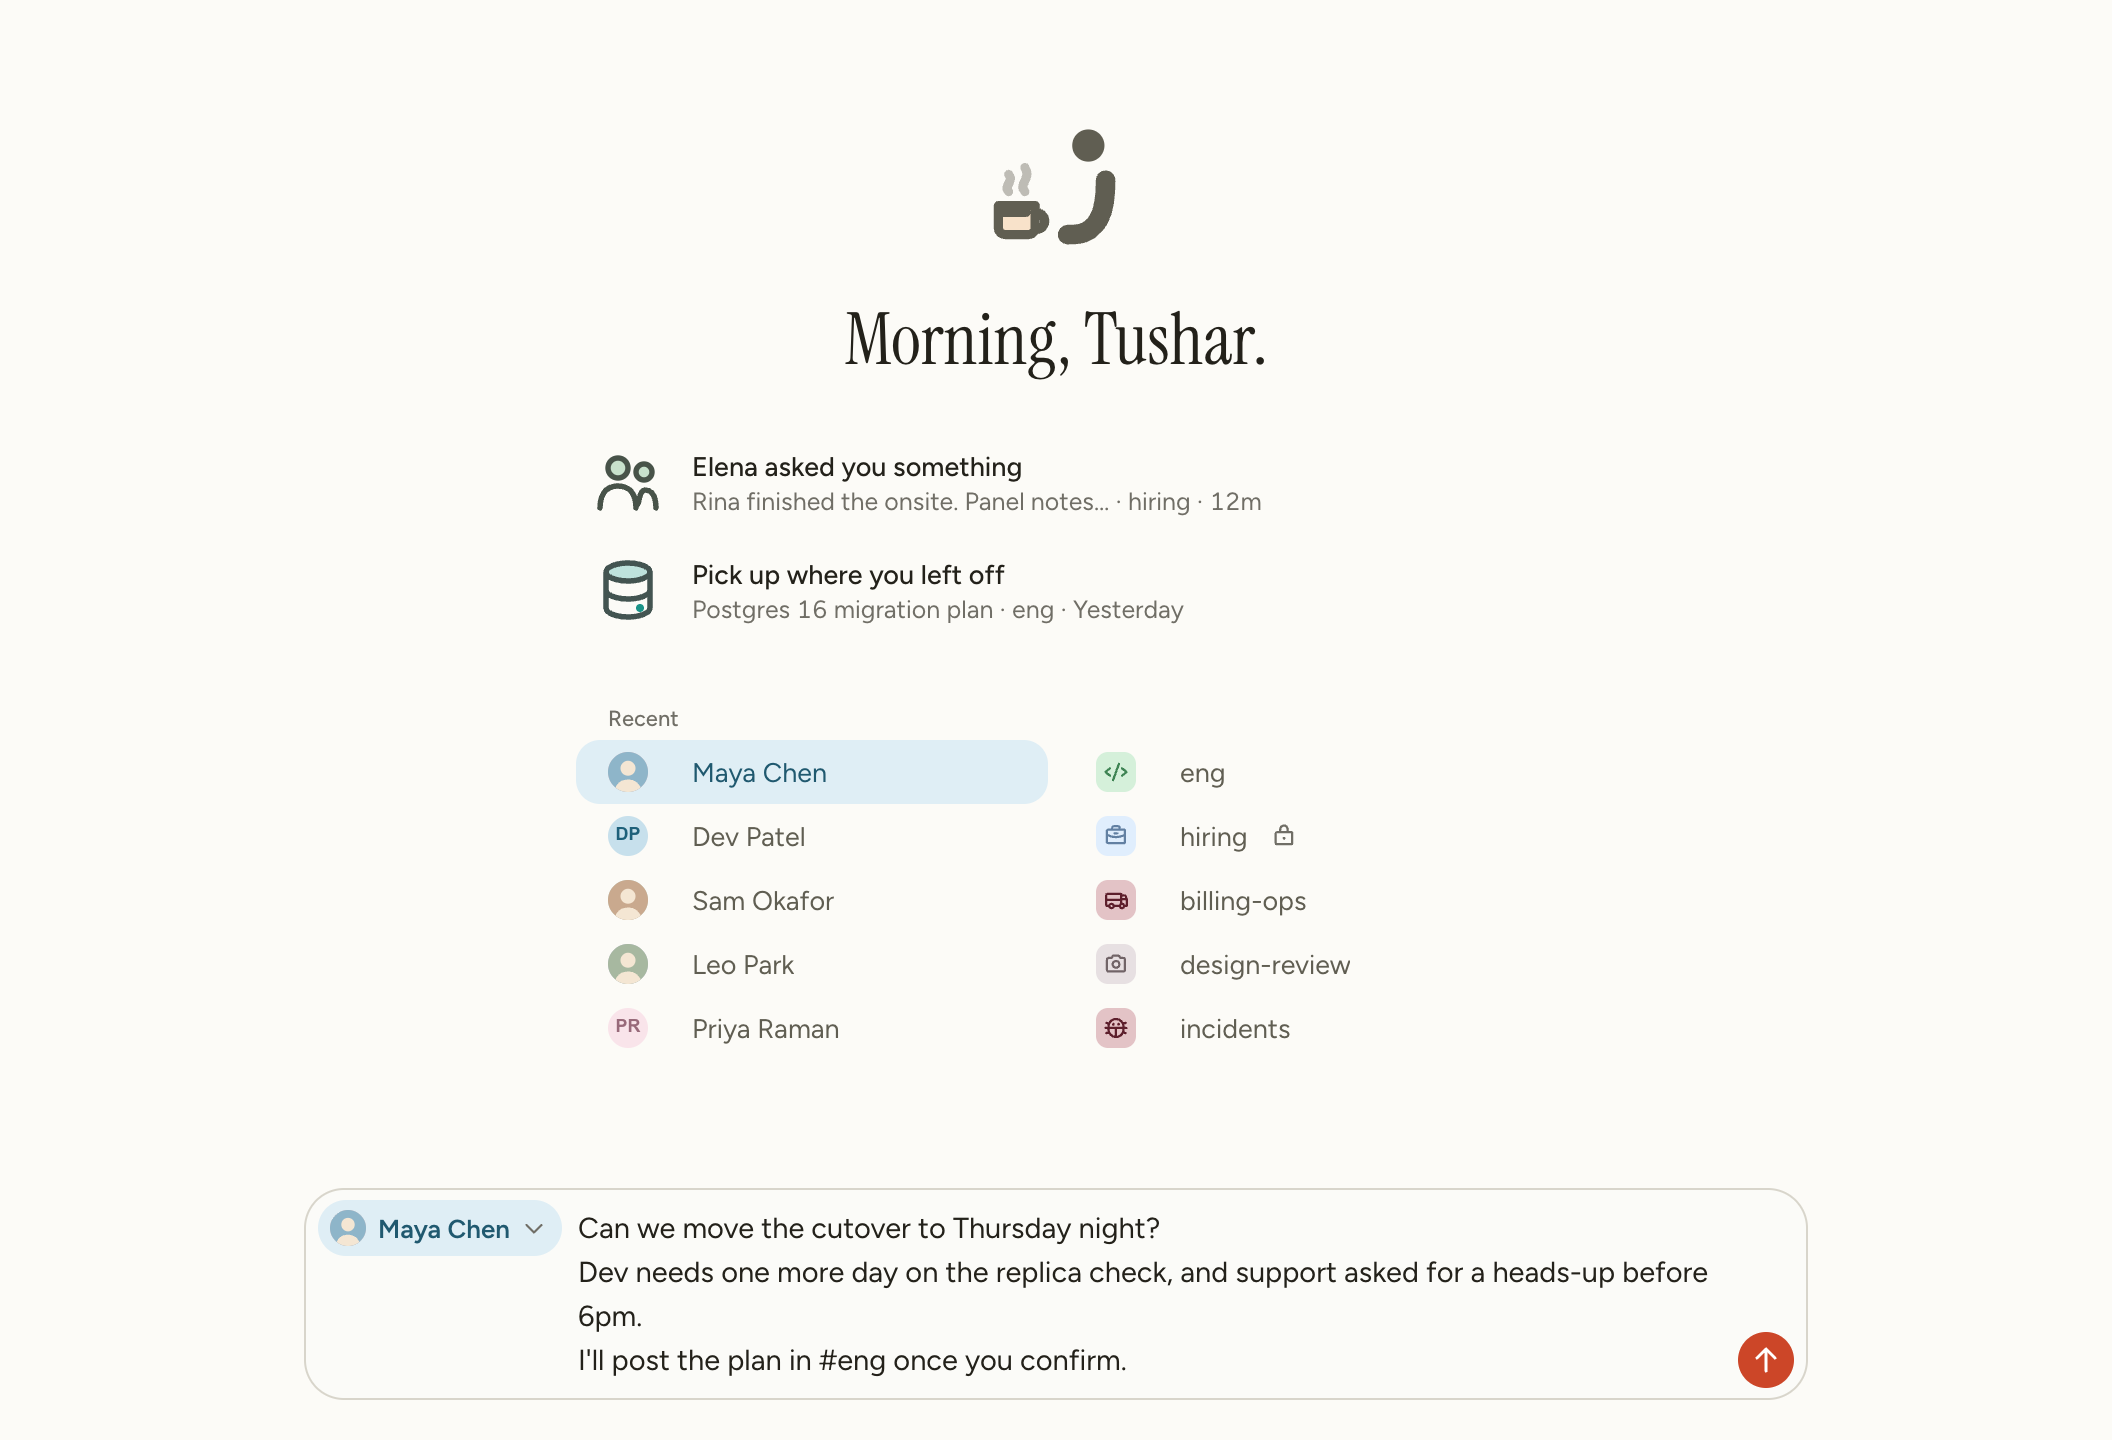 Morning, Tushar.
Elena asked you something
Rina finished the onsite. Panel notes... · hiring · 12m
Pick up where you left off
Postgres 16 migration plan · eng · Yesterday
Recent
Maya Chen
eng
DP Dev Patel
hiring
Sam Okafor
billing-ops
Leo Park
design-review
PR Priya Raman
incidents
Maya Chen
Can we move the cutover to Thursday night?
Dev needs one more day on the replica check, and support asked for a heads-up before
6pm.
I'll post the plan in #eng once you confirm.